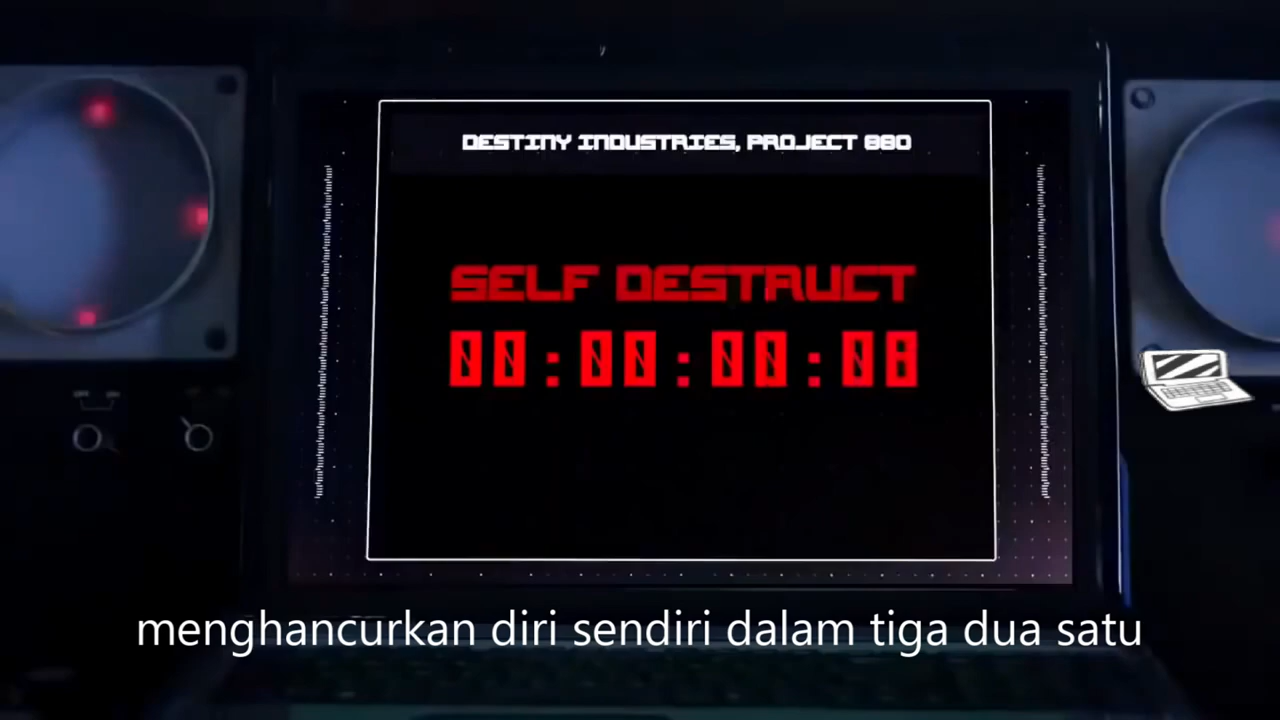 DESTINY INDUSTRIES, PROJECT 880
SELF DESTRUCT
00:00:00:08
menghancurkan diri sendiri dalam tiga dua satu